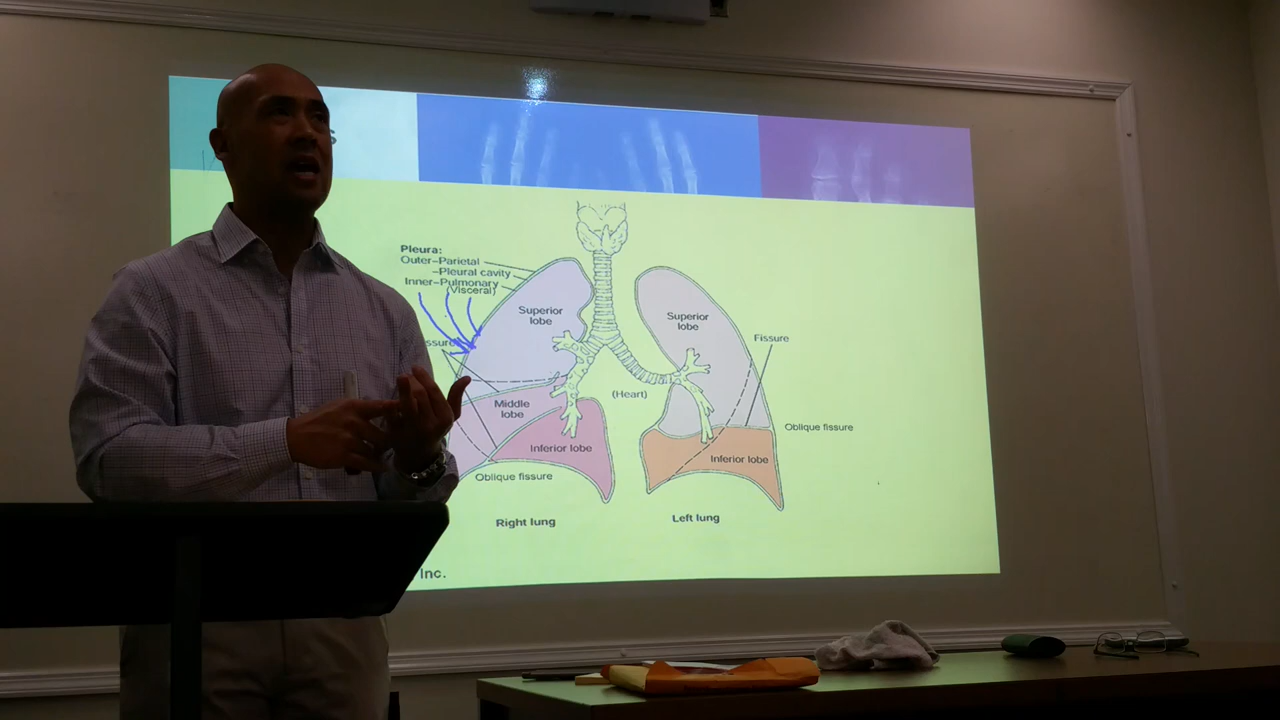 Pleura:
Outer–Parietal
–Pleural cavity
Inner–Pulmonary
(Visceral)
Superior
lobe
Superior
lobe
Fissure
(Heart)
Middle
lobe
Oblique fissure
Inferior lobe
Inferior lobe
Oblique fissure
Right lung
Left lung
Inc.